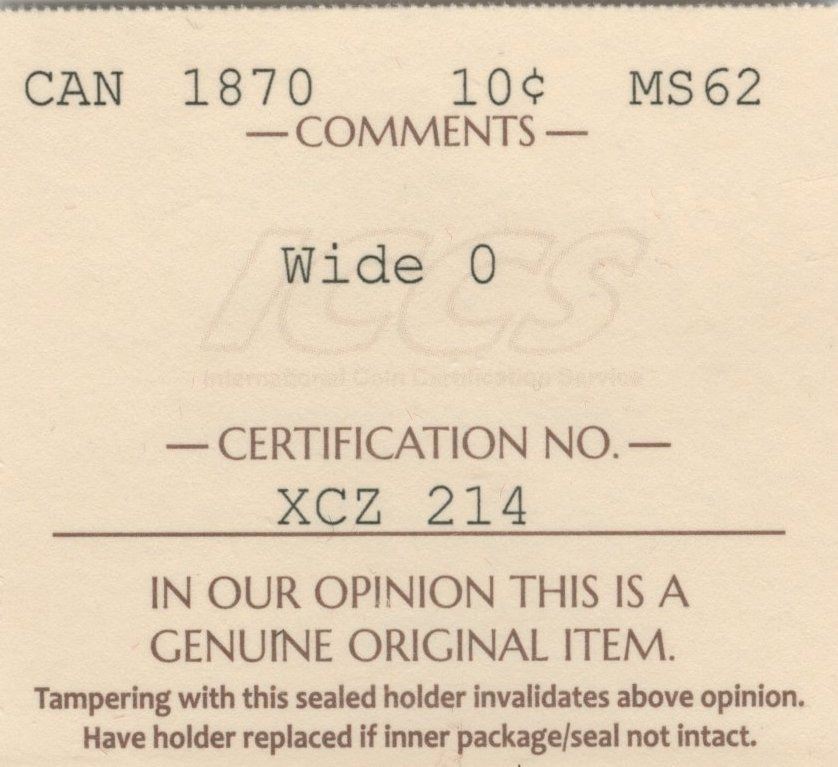 CAN 1870 10¢ MS62
— COMMENTS —
Wide 0
ICCS
International Coin Certification Service
— CERTIFICATION NO. —
XCZ 214
IN OUR OPINION THIS IS A
GENUINE ORIGINAL ITEM.
Tampering with this sealed holder invalidates above opinion.
Have holder replaced if inner package/seal not intact.